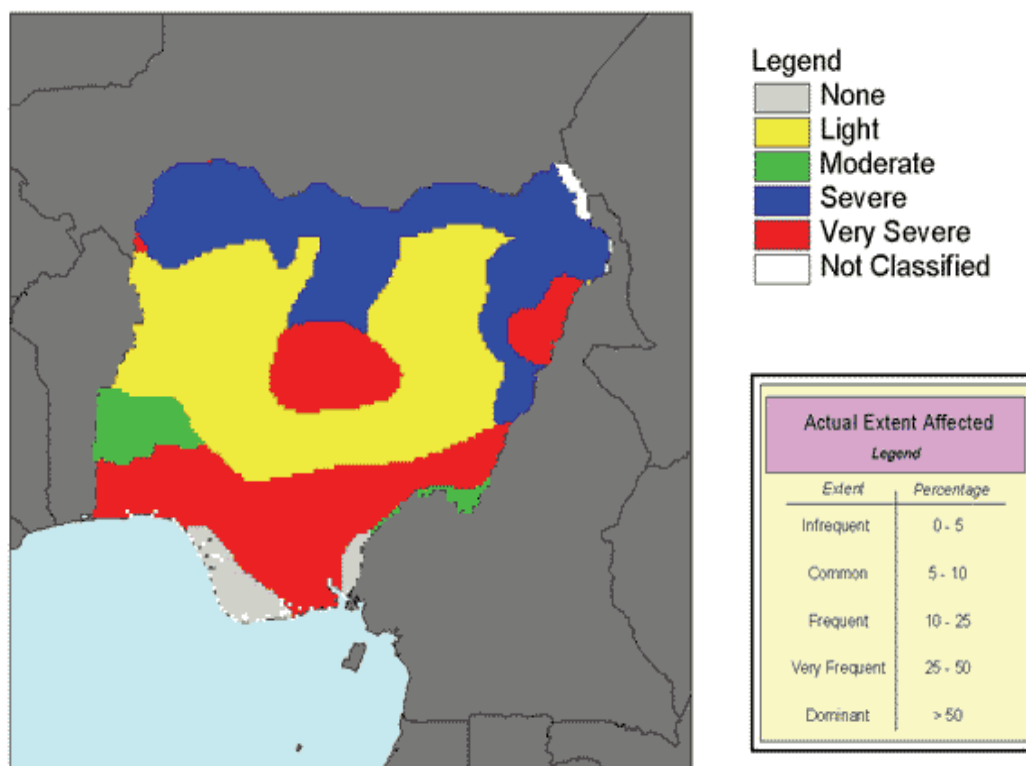 Legend
None
Light
Moderate
Severe
Very Severe
Not Classified
Actual Extent Affected
Legend
Extent Percentage
Infrequent 0 - 5
Common 5 - 10
Frequent 10 - 25
Very Frequent 25 - 50
Dominant > 50